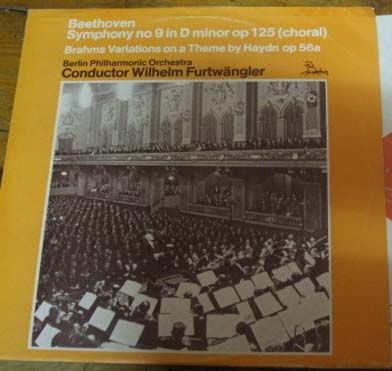 Beethoven
Symphony no 9 in D minor op 125 (choral)
Brahms Variations on a Theme by Haydn op 56a
Berlin Philharmonic Orchestra
Conductor Wilhelm Furtwängler